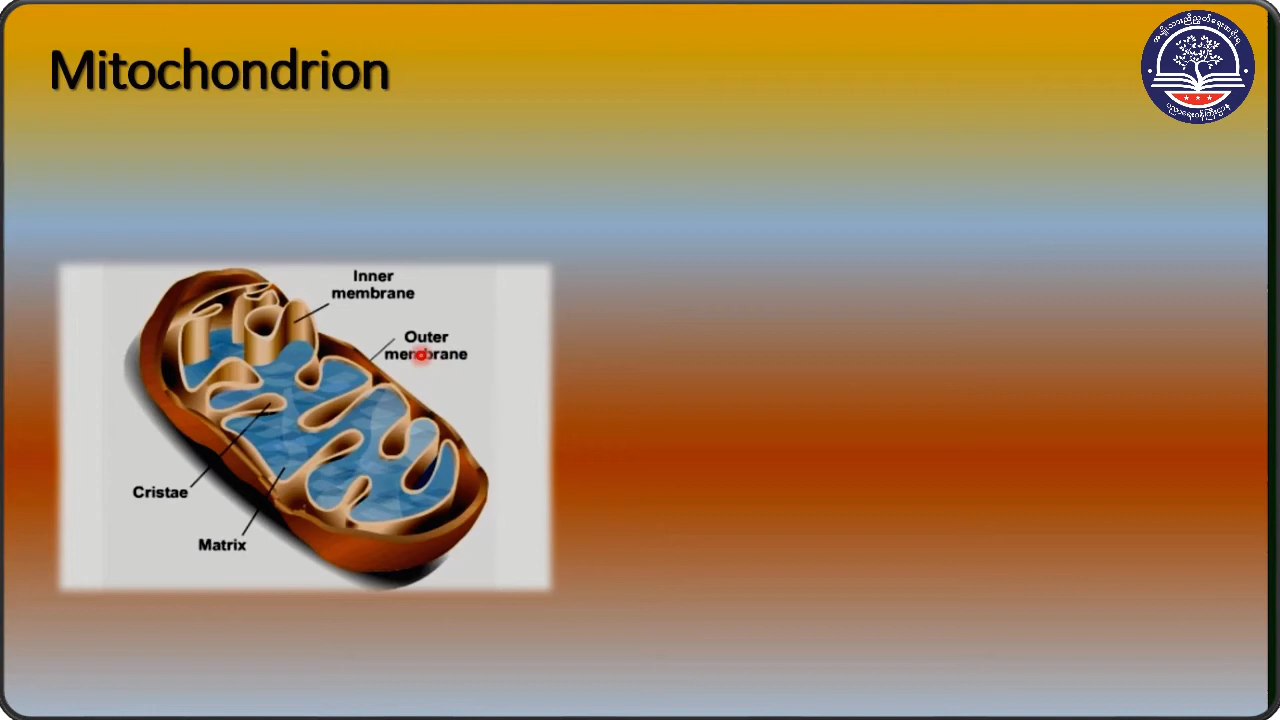 Mitochondrion
Inner
membrane
Outer
membrane
Cristae
Matrix